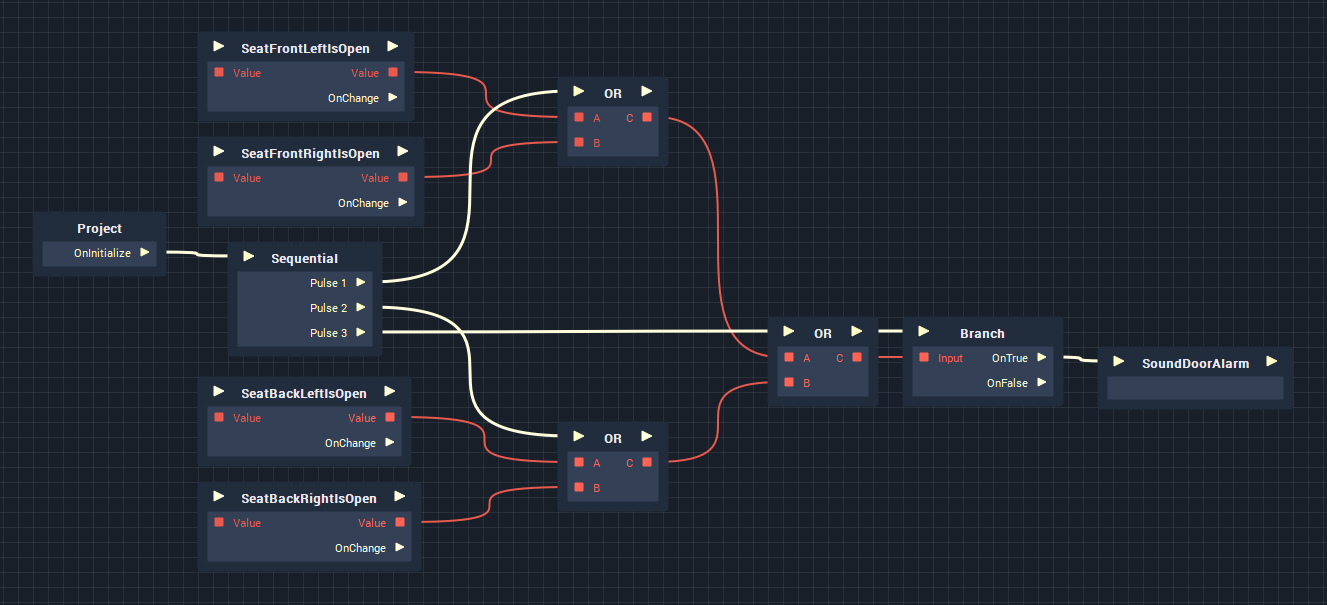 SeatFrontLeftIsOpen
Value Value
OnChange
OR
A C
B
SeatFrontRightIsOpen
Value Value
OnChange
Project
OnInitialize
Sequential
Pulse 1
Pulse 2
Pulse 3
OR
A C
B
Branch
Input OnTrue
OnFalse
SoundDoorAlarm
SeatBackLeftIsOpen
Value Value
OnChange
OR
A C
B
SeatBackRightIsOpen
Value Value
OnChange